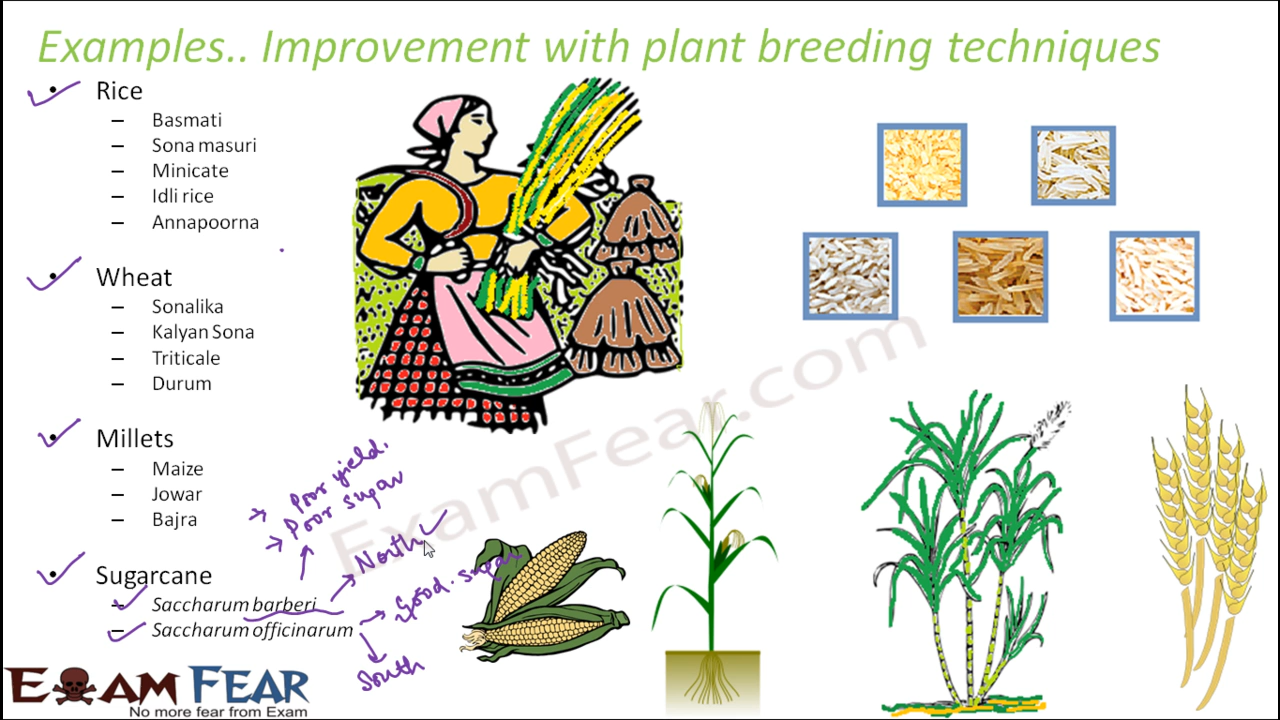 Examples.. Improvement with plant breeding techniques
• Rice
– Basmati
– Sona masuri
– Minicate
– Idli rice
– Annapoorna
• Wheat
– Sonalika
– Kalyan Sona
– Triticale
– Durum
• Millets
– Maize
– Jowar
– Bajra
• Sugarcane
– Saccharum barberi
– Saccharum officinarum
→ Poor yield.
→ Poor sugar
North
Good. sugar
South
ExamFear.com
EXAM FEAR
No more fear from Exam